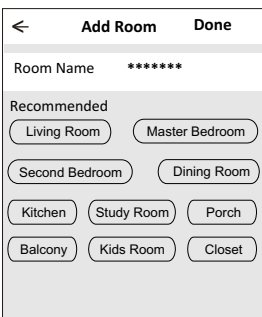 Add Room Done
Room Name *******
Recommended
Living Room Master Bedroom
Second Bedroom Dining Room
Kitchen Study Room Porch
Balcony Kids Room Closet